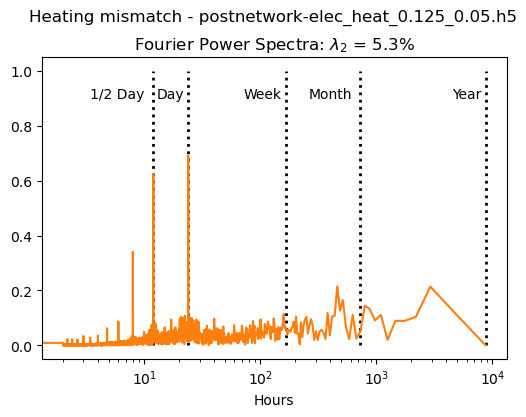 Heating mismatch - postnetwork-elec_heat_0.125_0.05.h5
Fourier Power Spectra: λ₂ = 5.3%
1.0
1/2 Day Day Week Month Year
0.8
0.6
0.4
0.2
0.0
10¹ 10² 10³ 10⁴
Hours